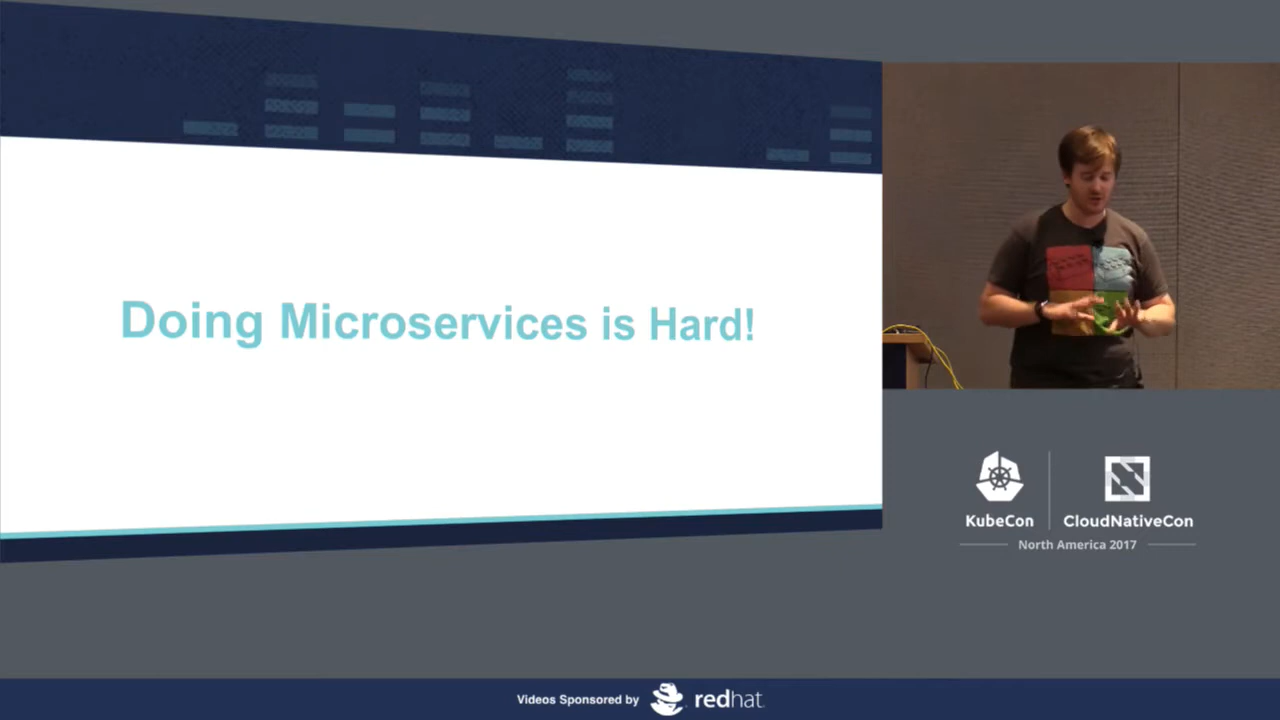 Doing Microservices is Hard!
KubeCon
CloudNativeCon
North America 2017
Videos Sponsored by
redhat.